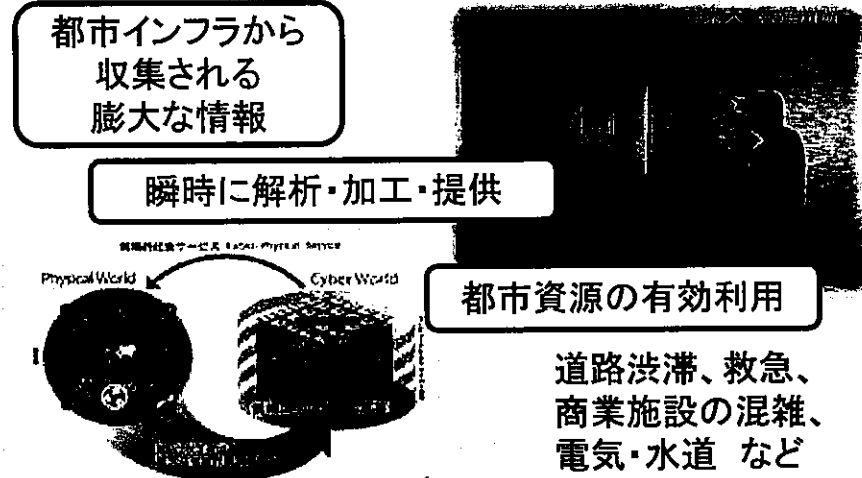 都市インフラから
収集される
膨大な情報
瞬時に解析・加工・提供
Physical World
Cyber World
都市資源の有効利用
道路渋滞、救急、
商業施設の混雑、
電気・水道 など